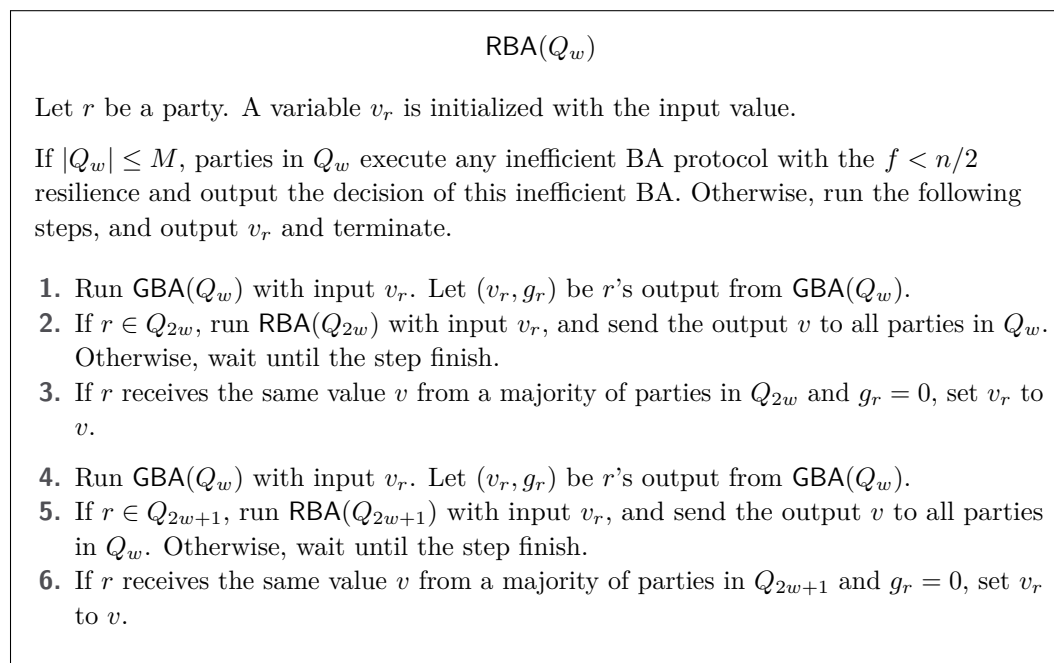 RBA(Q_w)
Let r be a party. A variable v_r is initialized with the input value.
If |Q_w| ≤ M, parties in Q_w execute any inefficient BA protocol with the f < n/2
resilience and output the decision of this inefficient BA. Otherwise, run the following
steps, and output v_r and terminate.
1. Run GBA(Q_w) with input v_r. Let (v_r, g_r) be r's output from GBA(Q_w).
2. If r ∈ Q_{2w}, run RBA(Q_{2w}) with input v_r, and send the output v to all parties in Q_w.
Otherwise, wait until the step finish.
3. If r receives the same value v from a majority of parties in Q_{2w} and g_r = 0, set v_r to
v.
4. Run GBA(Q_w) with input v_r. Let (v_r, g_r) be r's output from GBA(Q_w).
5. If r ∈ Q_{2w+1}, run RBA(Q_{2w+1}) with input v_r, and send the output v to all parties
in Q_w. Otherwise, wait until the step finish.
6. If r receives the same value v from a majority of parties in Q_{2w+1} and g_r = 0, set v_r
to v.